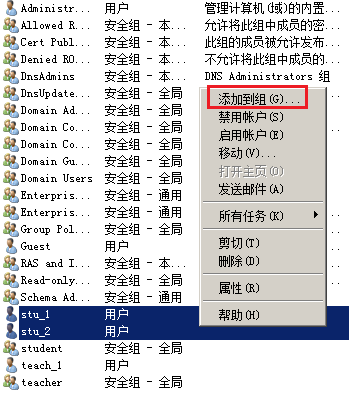 Administr... 用户 管理计算机(域)的内置...
Allowed R... 安全组 - 本... 允许将此组中成员的密...
Cert Publ... 安全组 - 本... 此组的成员被允许发布...
Denied RO... 安全组 - 本... 不允许将此组中成员的...
DnsAdmins 安全组 - 本... DNS Administrators 组
DnsUpdate... 安全组 - 全局
Domain Ad... 安全组 - 全局
Domain Co... 安全组 - 全局
Domain Co... 安全组 - 全局
Domain Gu... 安全组 - 全局
Domain Users 安全组 - 全局
Enterpris... 安全组 - 通用
Enterpris... 安全组 - 通用
Group Pol... 安全组 - 全局
Guest 用户
RAS and I... 安全组 - 本...
Read-only... 安全组 - 全局
Schema Ad... 安全组 - 通用
stu_1 用户
stu_2 用户
student 安全组 - 全局
teach_1 用户
teacher 安全组 - 全局
添加到组(G)...
禁用帐户(S)
启用帐户(E)
移动(V)...
打开主页(O)
发送邮件(A)
所有任务(K)
剪切(T)
删除(D)
属性(R)
帮助(H)